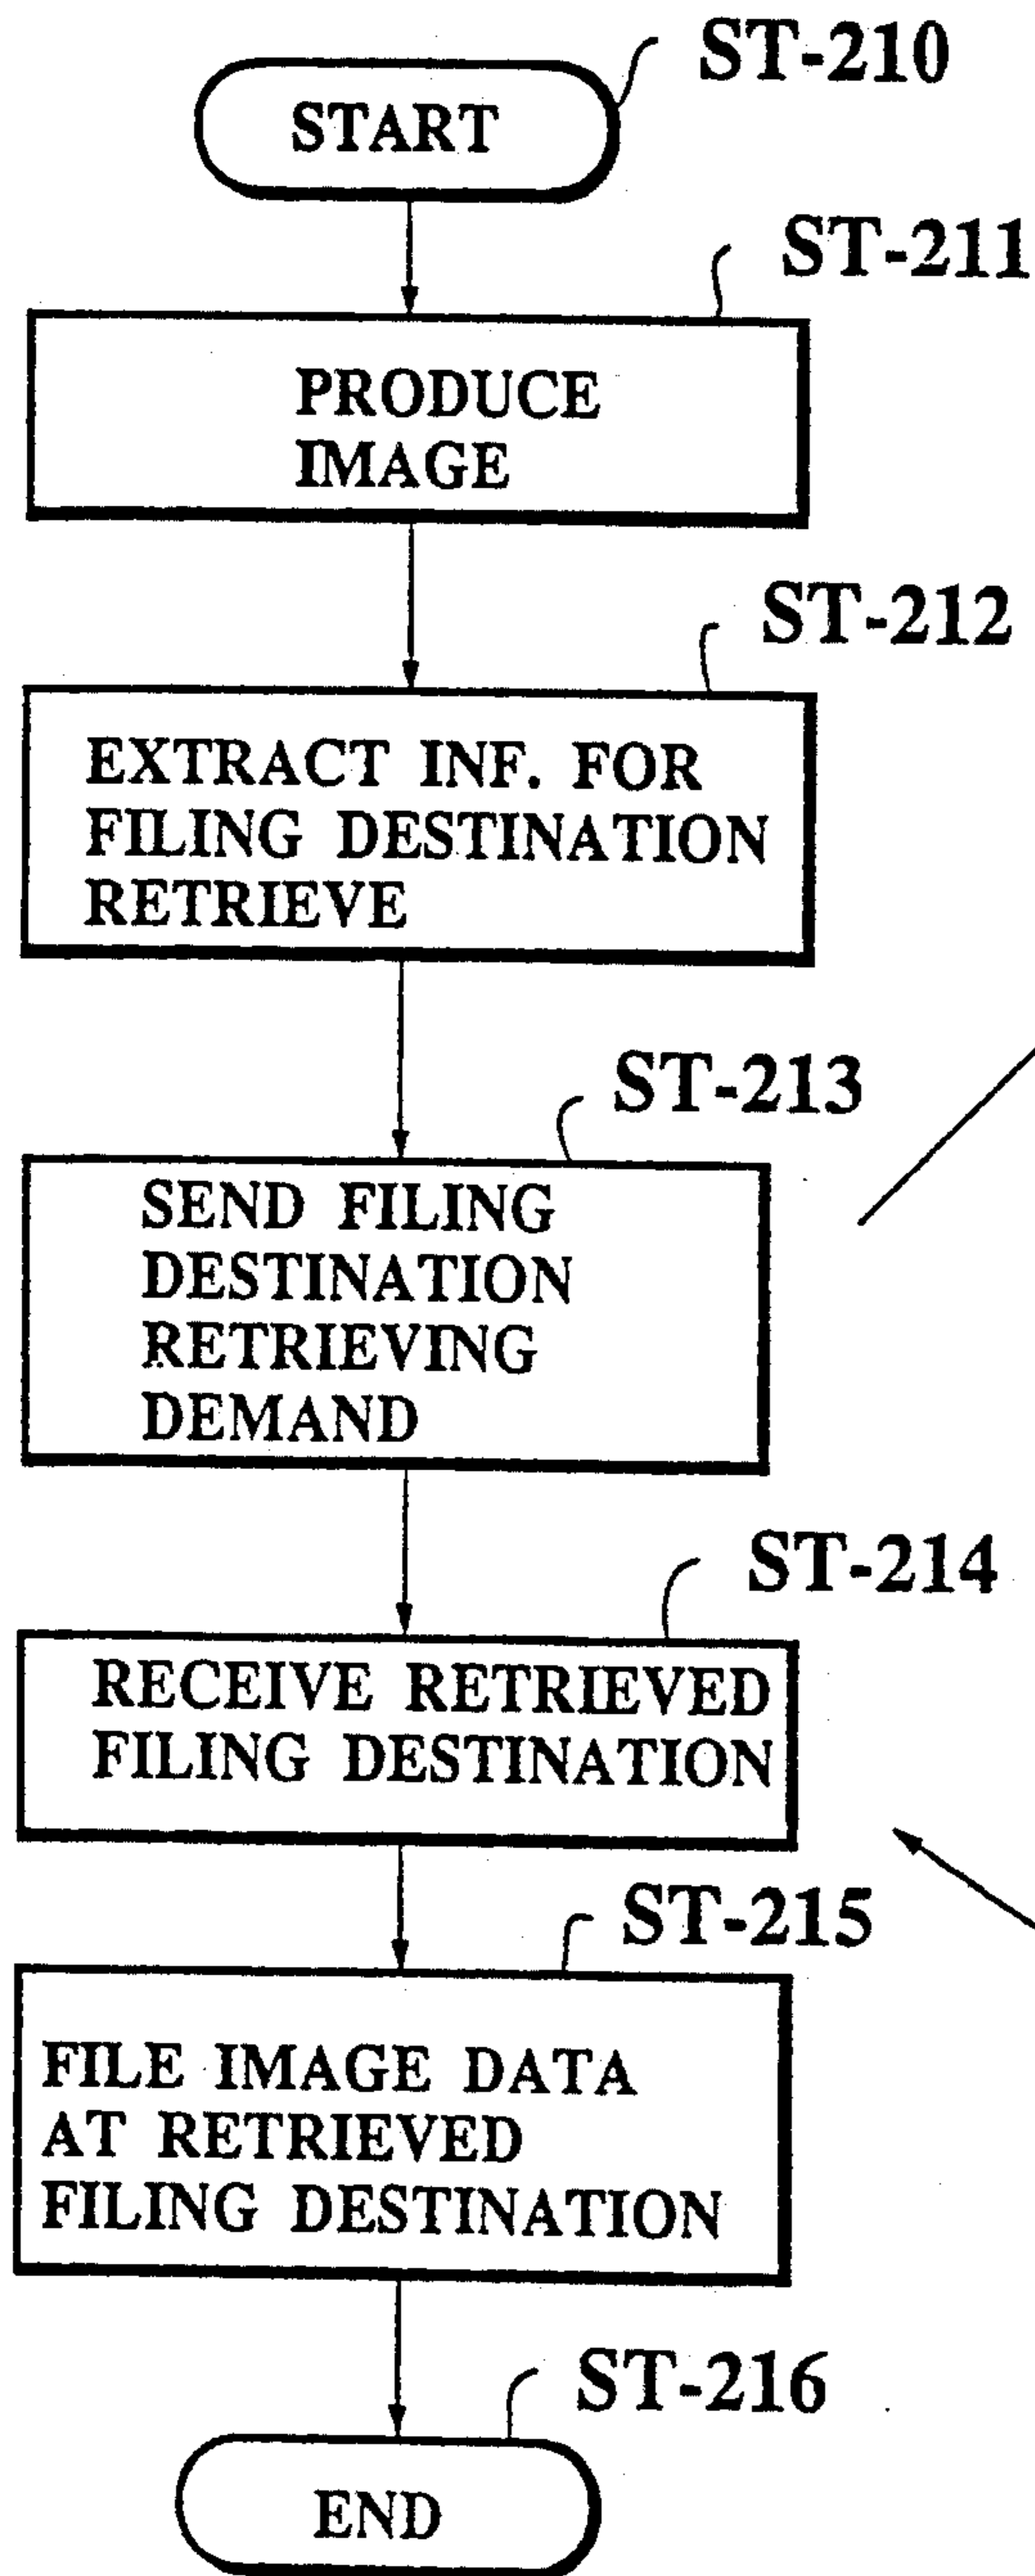 ST-210
START
ST-211
PRODUCE
IMAGE
ST-212
EXTRACT INF. FOR
FILING DESTINATION
RETRIEVE
ST-213
SEND FILING
DESTINATION
RETRIEVING
DEMAND
ST-214
RECEIVE RETRIEVED
FILING DESTINATION
ST-215
FILE IMAGE DATA
AT RETRIEVED
FILING DESTINATION
ST-216
END